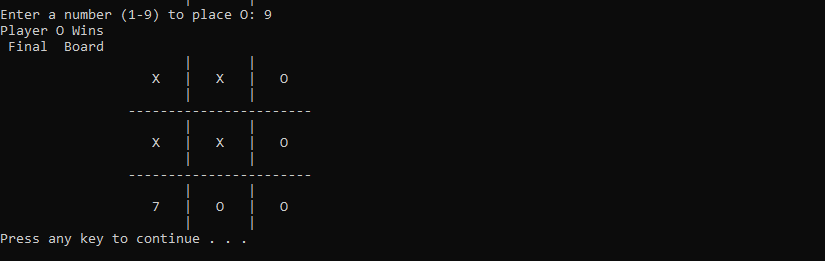 Enter a number (1-9) to place O: 9
Player O Wins
Final  Board
X | X | O
-----------------------
X | X | O
-----------------------
7 | O | O
Press any key to continue . . .